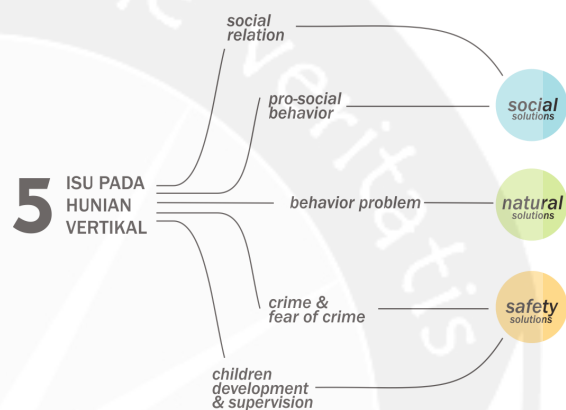 social
relation
pro-social
behavior
5 ISU PADA
HUNIAN
VERTIKAL
behavior problem
crime &
fear of crime
children
development
& supervision
social
solutions
natural
solutions
safety
solutions
veritatis